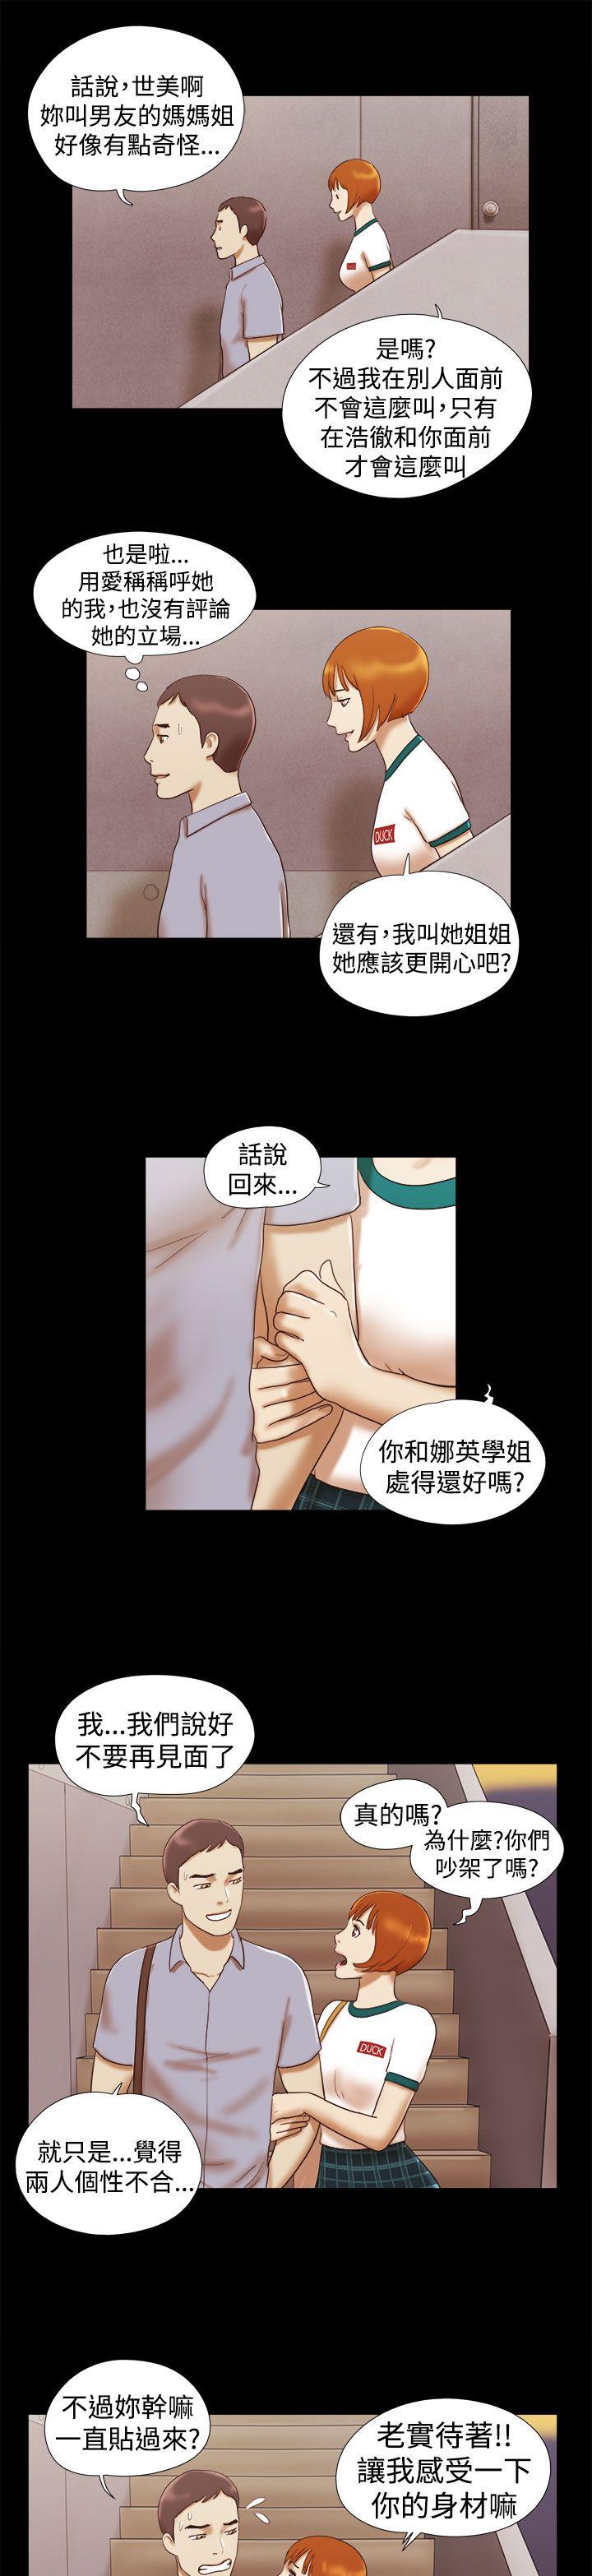 話說，世美啊
妳叫男友的媽媽姐
好像有點奇怪...
是嗎?
不過我在別人面前
不會這麼叫，只有
在浩徹和你面前
才會這麼叫
也是啦...
用愛稱稱呼她
的我，也沒有評論
她的立場...
DUCK
還有，我叫她姐姐
她應該更開心吧?
話說
回來...
你和娜英學姐
處得還好嗎?
我...我們說好
不要再見面了
真的嗎?
為什麼?你們
吵架了嗎?
DUCK
就只是...覺得
兩人個性不合...
不過妳幹嘛
一直貼過來?
老實待著!!
讓我感受一下
你的身材嘛